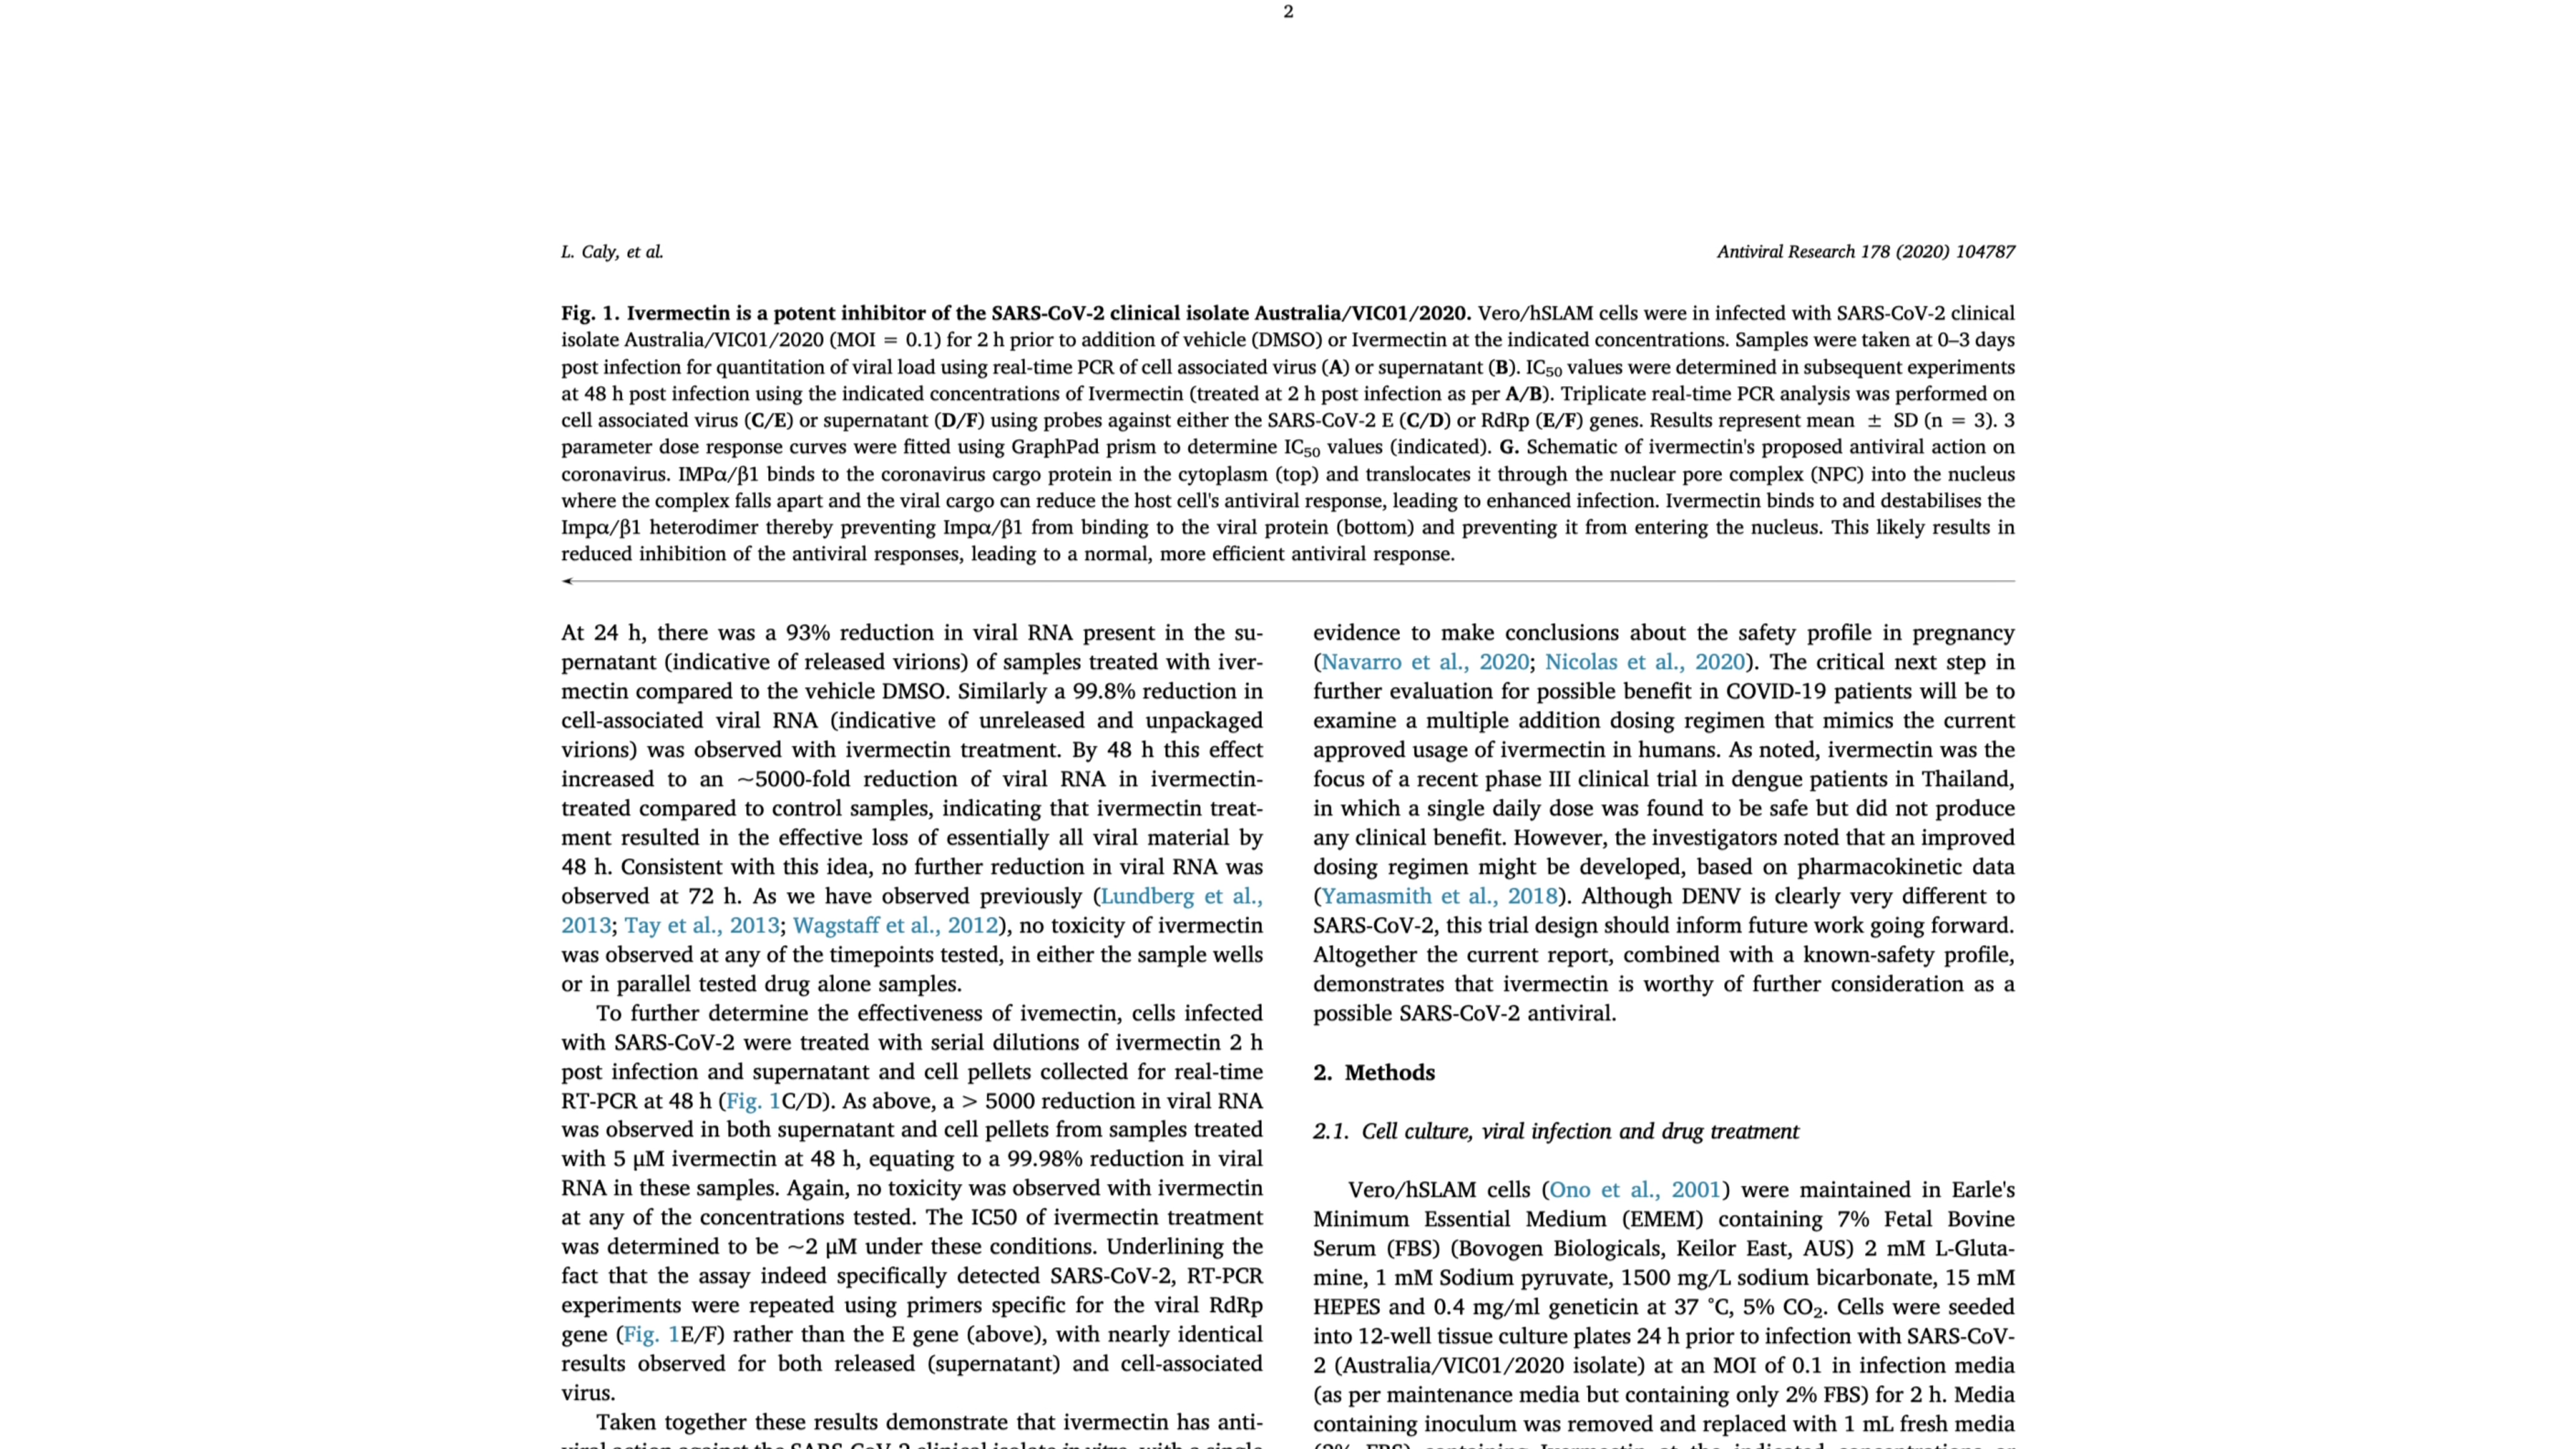 2
L. Caly, et al.
Antiviral Research 178 (2020) 104787
Fig. 1. Ivermectin is a potent inhibitor of the SARS-CoV-2 clinical isolate Australia/VIC01/2020. Vero/hSLAM cells were in infected with SARS-CoV-2 clinical
isolate Australia/VIC01/2020 (MOI = 0.1) for 2 h prior to addition of vehicle (DMSO) or Ivermectin at the indicated concentrations. Samples were taken at 0–3 days
post infection for quantitation of viral load using real-time PCR of cell associated virus (A) or supernatant (B). IC50 values were determined in subsequent experiments
at 48 h post infection using the indicated concentrations of Ivermectin (treated at 2 h post infection as per A/B). Triplicate real-time PCR analysis was performed on
cell associated virus (C/E) or supernatant (D/F) using probes against either the SARS-CoV-2 E (C/D) or RdRp (E/F) genes. Results represent mean ± SD (n = 3). 3
parameter dose response curves were fitted using GraphPad prism to determine IC50 values (indicated). G. Schematic of ivermectin's proposed antiviral action on
coronavirus. IMPα/β1 binds to the coronavirus cargo protein in the cytoplasm (top) and translocates it through the nuclear pore complex (NPC) into the nucleus
where the complex falls apart and the viral cargo can reduce the host cell's antiviral response, leading to enhanced infection. Ivermectin binds to and destabilises the
Impα/β1 heterodimer thereby preventing Impα/β1 from binding to the viral protein (bottom) and preventing it from entering the nucleus. This likely results in
reduced inhibition of the antiviral responses, leading to a normal, more efficient antiviral response.
At 24 h, there was a 93% reduction in viral RNA present in the su-
pernatant (indicative of released virions) of samples treated with iver-
mectin compared to the vehicle DMSO. Similarly a 99.8% reduction in
cell-associated viral RNA (indicative of unreleased and unpackaged
virions) was observed with ivermectin treatment. By 48 h this effect
increased to an ~5000-fold reduction of viral RNA in ivermectin-
treated compared to control samples, indicating that ivermectin treat-
ment resulted in the effective loss of essentially all viral material by
48 h. Consistent with this idea, no further reduction in viral RNA was
observed at 72 h. As we have observed previously (Lundberg et al.,
2013; Tay et al., 2013; Wagstaff et al., 2012), no toxicity of ivermectin
was observed at any of the timepoints tested, in either the sample wells
or in parallel tested drug alone samples.
To further determine the effectiveness of ivemectin, cells infected
with SARS-CoV-2 were treated with serial dilutions of ivermectin 2 h
post infection and supernatant and cell pellets collected for real-time
RT-PCR at 48 h (Fig. 1C/D). As above, a > 5000 reduction in viral RNA
was observed in both supernatant and cell pellets from samples treated
with 5 μM ivermectin at 48 h, equating to a 99.98% reduction in viral
RNA in these samples. Again, no toxicity was observed with ivermectin
at any of the concentrations tested. The IC50 of ivermectin treatment
was determined to be ~2 μM under these conditions. Underlining the
fact that the assay indeed specifically detected SARS-CoV-2, RT-PCR
experiments were repeated using primers specific for the viral RdRp
gene (Fig. 1E/F) rather than the E gene (above), with nearly identical
results observed for both released (supernatant) and cell-associated
virus.
Taken together these results demonstrate that ivermectin has anti-
viral action against the SARS-CoV-2 clinical isolate in vitro, with a single
evidence to make conclusions about the safety profile in pregnancy
(Navarro et al., 2020; Nicolas et al., 2020). The critical next step in
further evaluation for possible benefit in COVID-19 patients will be to
examine a multiple addition dosing regimen that mimics the current
approved usage of ivermectin in humans. As noted, ivermectin was the
focus of a recent phase III clinical trial in dengue patients in Thailand,
in which a single daily dose was found to be safe but did not produce
any clinical benefit. However, the investigators noted that an improved
dosing regimen might be developed, based on pharmacokinetic data
(Yamasmith et al., 2018). Although DENV is clearly very different to
SARS-CoV-2, this trial design should inform future work going forward.
Altogether the current report, combined with a known-safety profile,
demonstrates that ivermectin is worthy of further consideration as a
possible SARS-CoV-2 antiviral.
2. Methods
2.1. Cell culture, viral infection and drug treatment
Vero/hSLAM cells (Ono et al., 2001) were maintained in Earle's
Minimum Essential Medium (EMEM) containing 7% Fetal Bovine
Serum (FBS) (Bovogen Biologicals, Keilor East, AUS) 2 mM L-Gluta-
mine, 1 mM Sodium pyruvate, 1500 mg/L sodium bicarbonate, 15 mM
HEPES and 0.4 mg/ml geneticin at 37 °C, 5% CO2. Cells were seeded
into 12-well tissue culture plates 24 h prior to infection with SARS-CoV-
2 (Australia/VIC01/2020 isolate) at an MOI of 0.1 in infection media
(as per maintenance media but containing only 2% FBS) for 2 h. Media
containing inoculum was removed and replaced with 1 mL fresh media
(2% FBS) containing Ivermectin at the indicated concentrations or